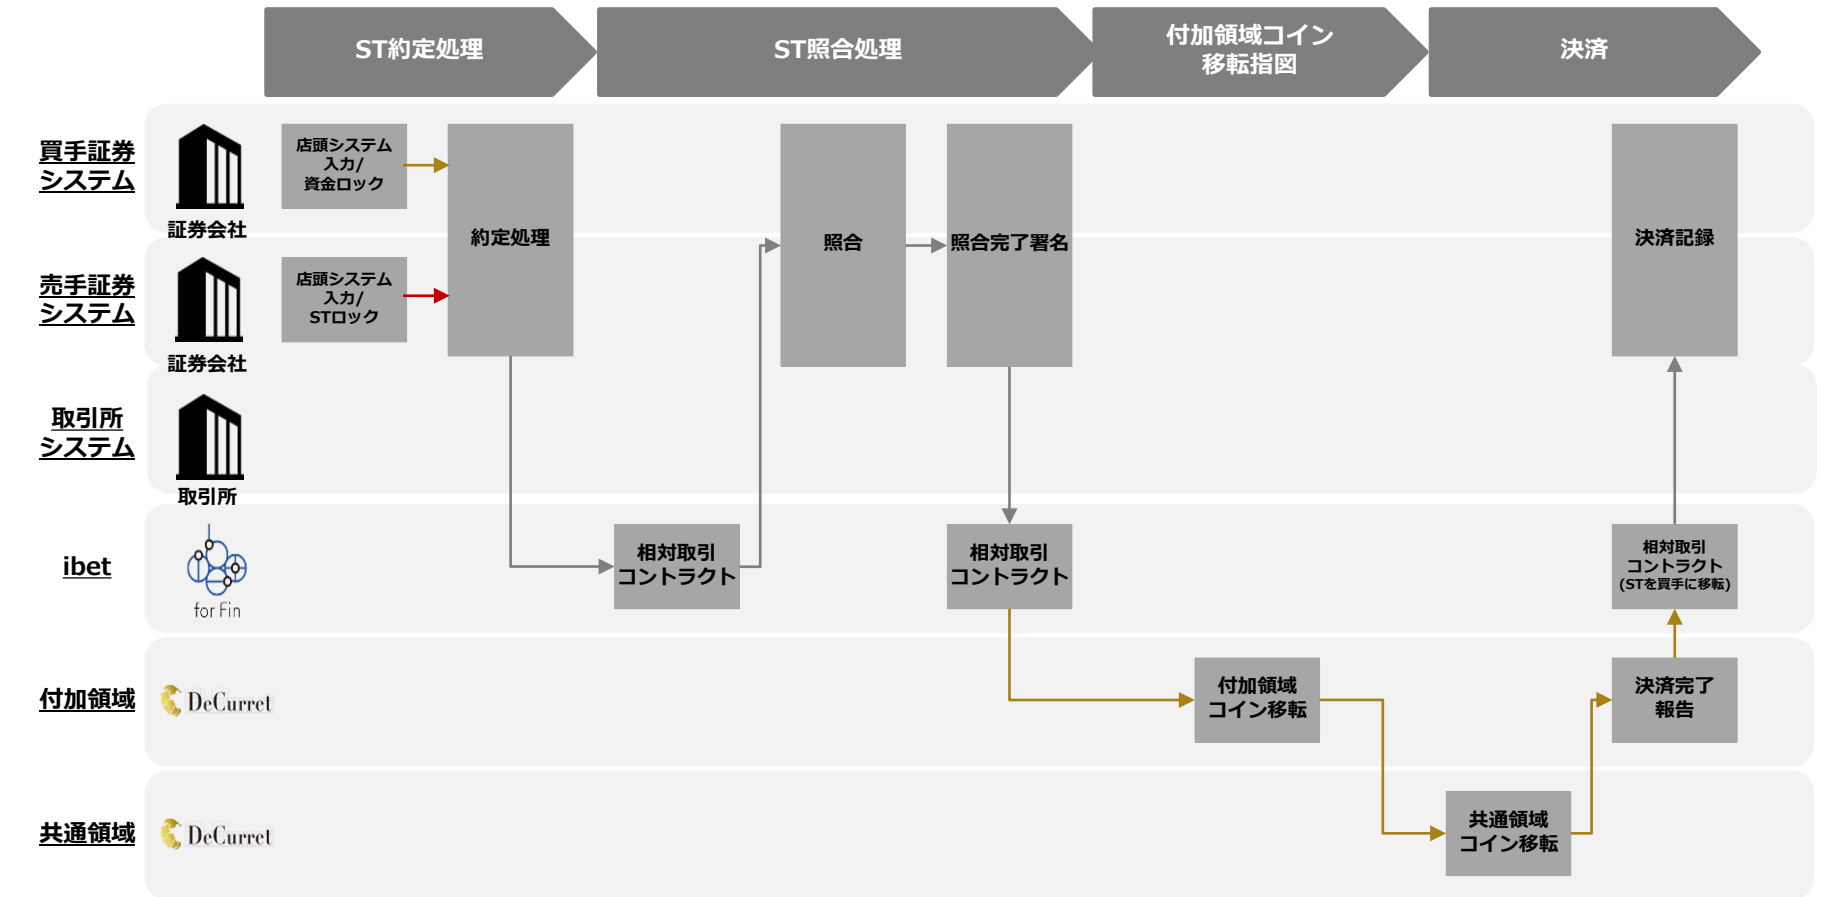 ST約定処理
ST照合処理
付加領域コイン
移転指図
決済
買手証券
システム
証券会社
店頭システム
入力/
資金ロック
約定処理
照合
照合完了署名
決済記録
売手証券
システム
証券会社
店頭システム
入力/
STロック
取引所
システム
取引所
ibet
for Fin
相対取引
コントラクト
相対取引
コントラクト
相対取引
コントラクト
(STを買手に移転)
付加領域
DeCurret
付加領域
コイン移転
決済完了
報告
共通領域
DeCurret
共通領域
コイン移転